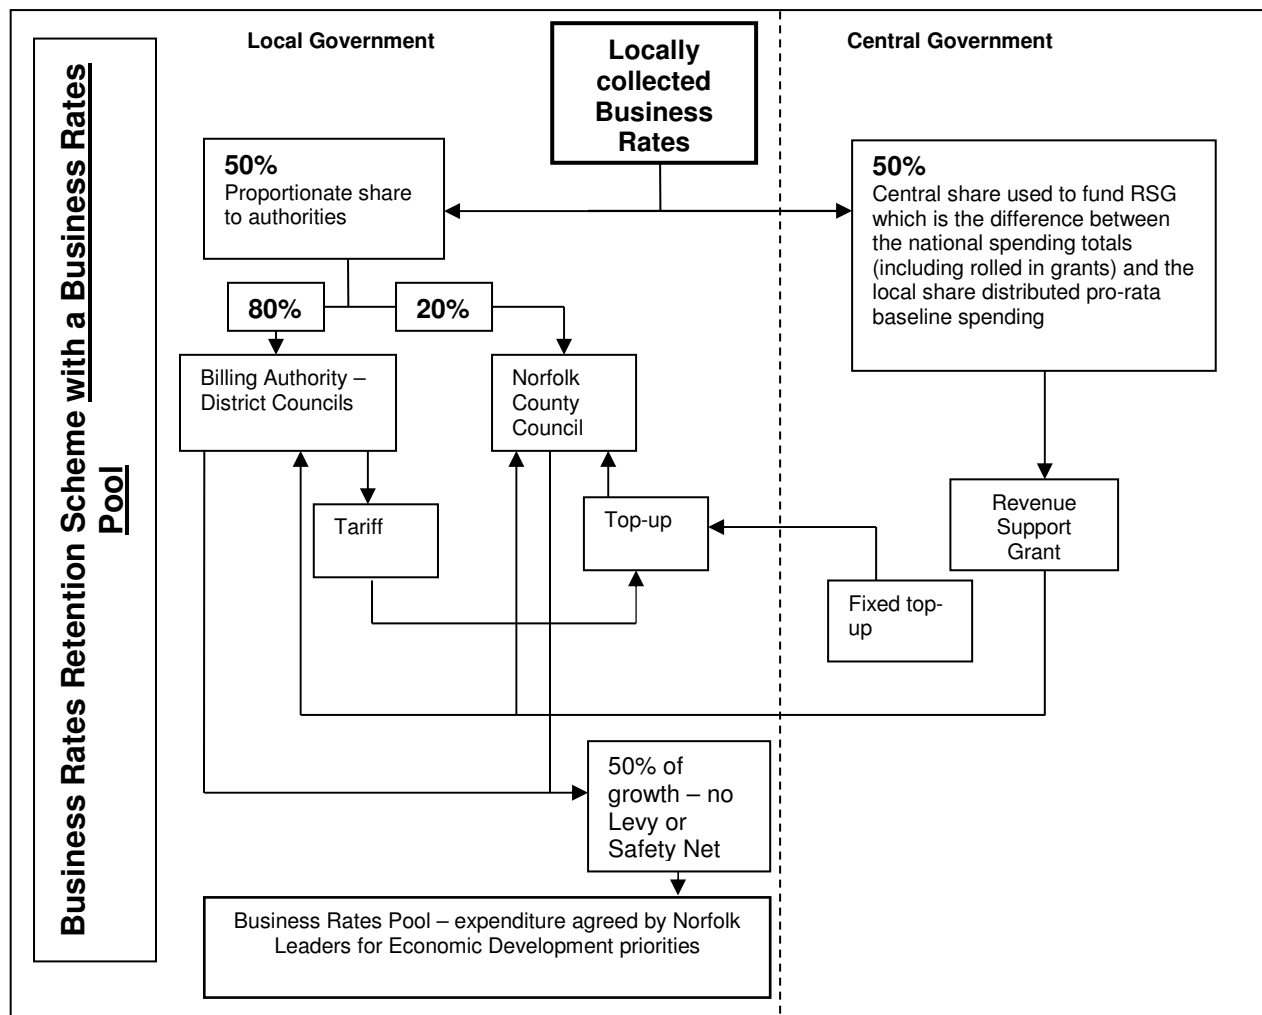 Business Rates Retention Scheme with a Business Rates
Pool
Local Government
Central Government
Locally
collected
Business
Rates
50%
Proportionate share
to authorities
50%
Central share used to fund RSG
which is the difference between
the national spending totals
(including rolled in grants) and the
local share distributed pro-rata
baseline spending
80%
20%
Billing Authority –
District Councils
Norfolk
County
Council
Tariff
Top-up
Revenue
Support
Grant
Fixed top-
up
50% of
growth – no
Levy or
Safety Net
Business Rates Pool – expenditure agreed by Norfolk
Leaders for Economic Development priorities